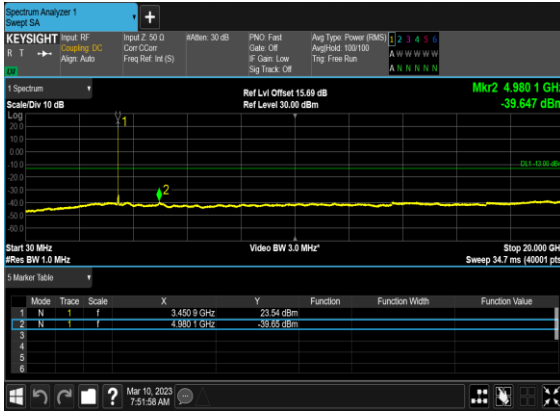 Spectrum Analyzer 1
Swept SA
+
KEYSIGHT Input: RF Input Z: 50 Ω #Atten: 30 dB PNO: Fast Avg Type: Power (RMS) 1 2 3 4 5 6
R T Coupling: DC Corr CCorr Gate: Off Avg|Hold: 100/100 A W W W W W
Align: Auto Freq Ref: Int (S) IF Gain: Low Trig: Free Run
Sig Track: Off A N N N N N
1 Spectrum
Scale/Div 10 dB
Ref Lvl Offset 15.69 dB
Ref Level 30.00 dBm
Mkr2 4.980 1 GHz
-39.647 dBm
Log
20.0
10.0
0.00
-10.0
-20.0
-30.0
-40.0
-50.0
-60.0
1
2
DL1 -13.00 dBm
Start 30 MHz Video BW 3.0 MHz* Stop 20.000 GH
#Res BW 1.0 MHz Sweep 34.7 ms (40001 pts
5 Marker Table
Mode Trace Scale X Y Function Function Width Function Value
1 N 1 f 3.450 9 GHz 23.54 dBm
2 N 1 f 4.980 1 GHz -39.65 dBm
3
4
5
6
? Mar 10, 2023
7:51:58 AM